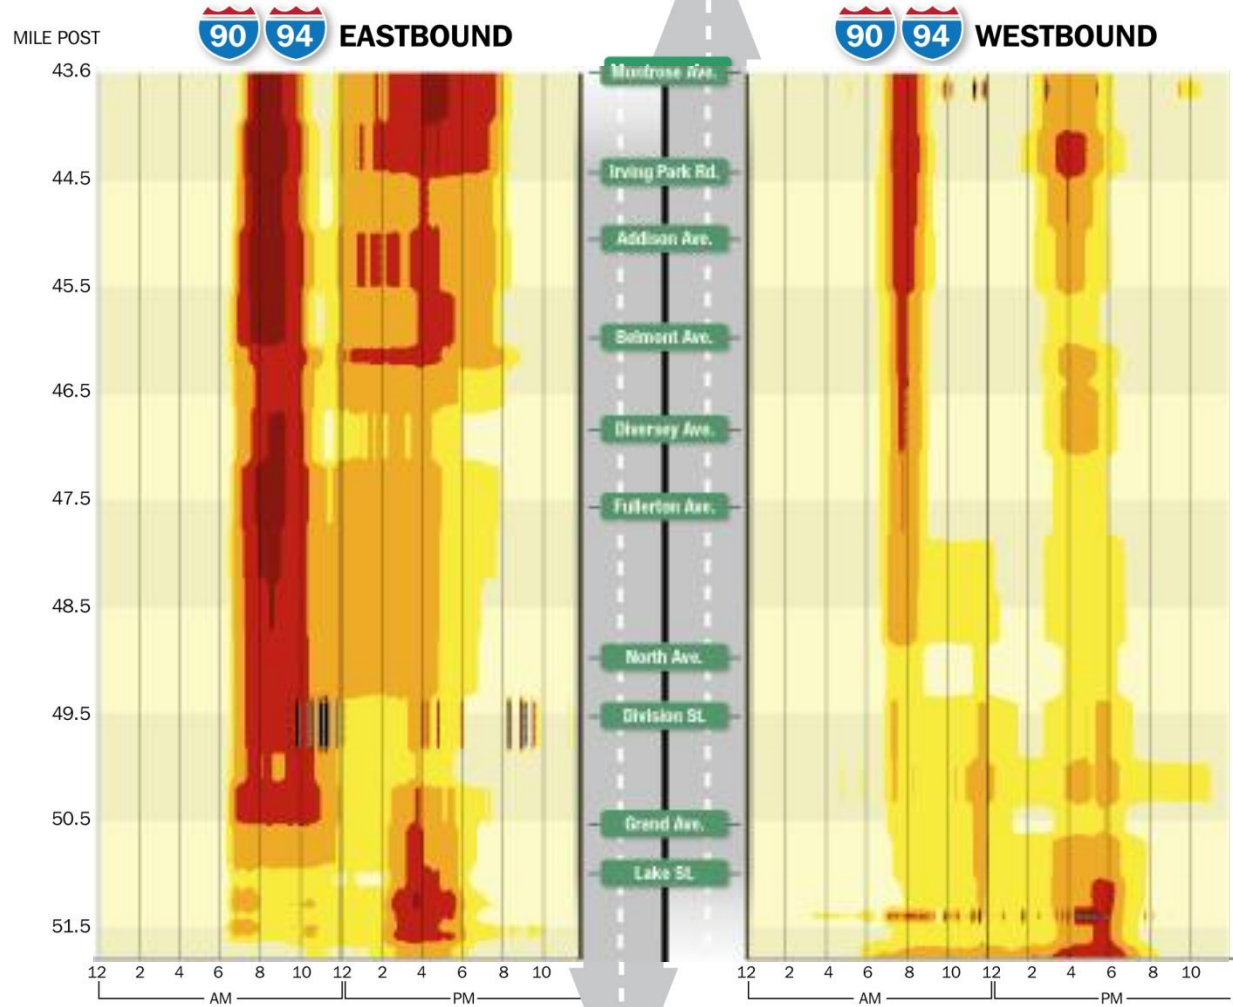 90 94 EASTBOUND
90 94 WESTBOUND
MILE POST
43.6
44.5
45.5
46.5
47.5
48.5
49.5
50.5
51.5
Montrose Ave.
Irving Park Rd.
Addison Ave.
Belmont Ave.
Diversey Ave.
Fullerton Ave.
North Ave.
Division St.
Grand Ave.
Lake St.
12 2 4 6 8 10 12 2 4 6 8 10
AM PM
12 2 4 6 8 10 12 2 4 6 8 10
AM PM